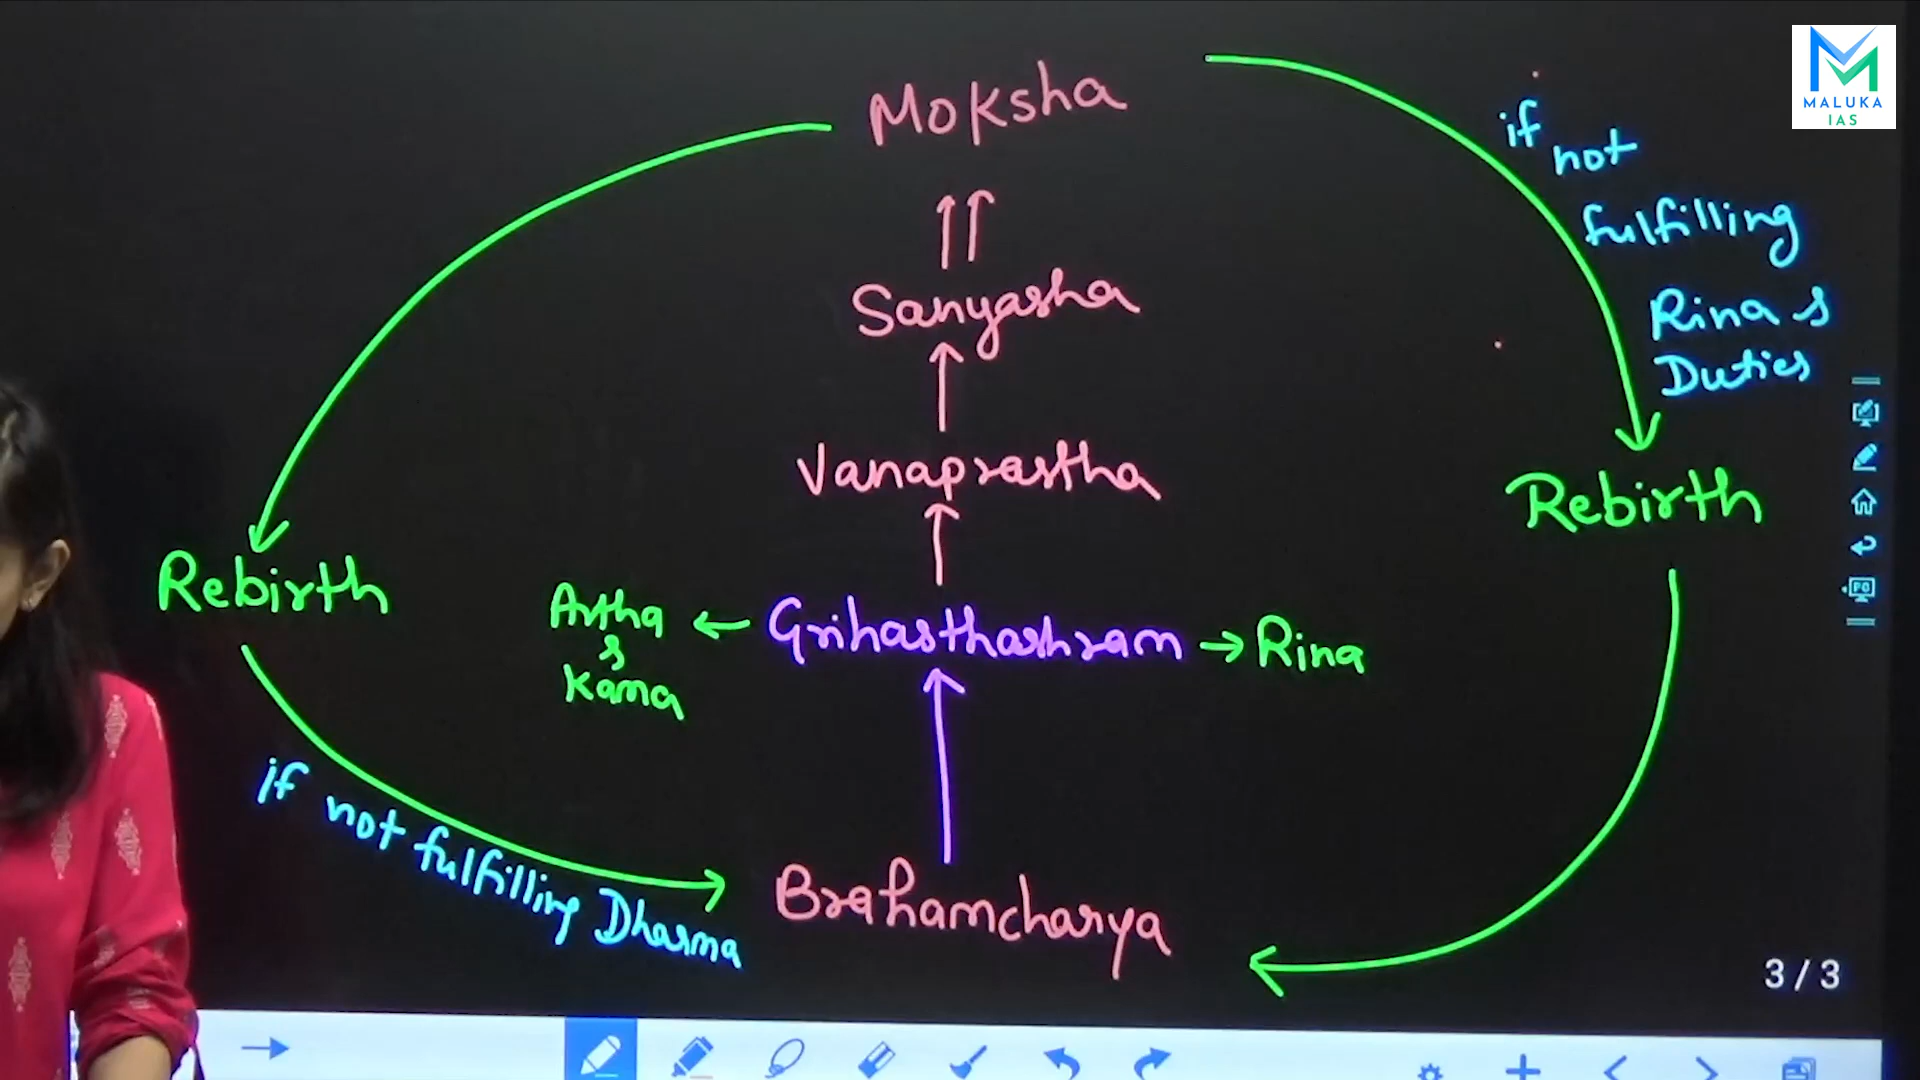 MALUKA
IAS
Moksha
if
not
fulfilling
Rina &
Duties
Sanyasha
Vanaprastha
Rebirth
Rebirth
Artha
&
Kama
Grihasthashram
Rina
if not fulfilling Dharma
Brahamcharya
3/3